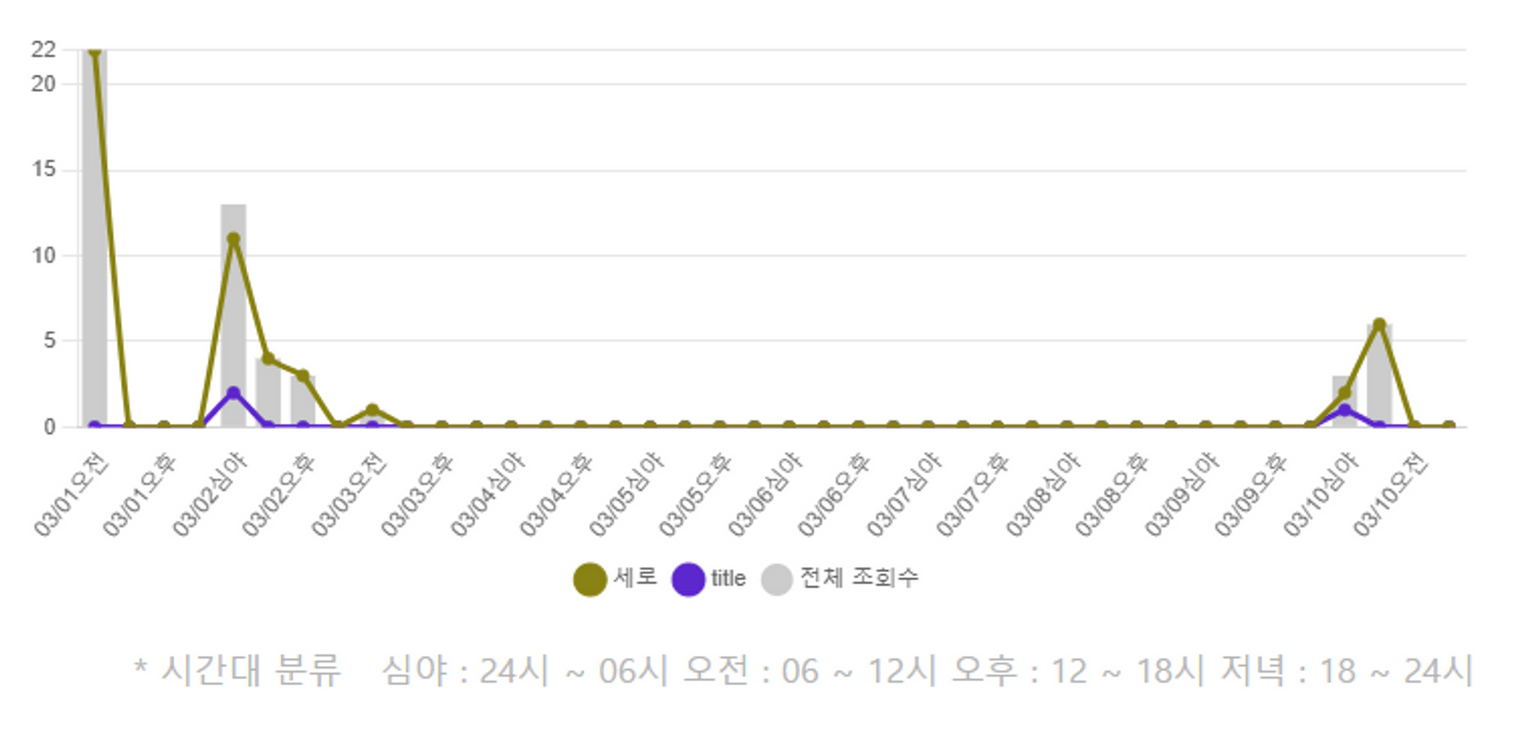 22
20
15
10
5
0
03/01오전
03/01오후
03/02심야
03/02오후
03/03오전
03/03오후
03/04심야
03/04오후
03/05심야
03/05오후
03/06심야
03/06오후
03/07심야
03/07오후
03/08심야
03/08오후
03/09심야
03/09오후
03/10심야
03/10오전
세로 title 전체 조회수
* 시간대 분류 심야 : 24시 ~ 06시 오전 : 06 ~ 12시 오후 : 12 ~ 18시 저녁 : 18 ~ 24시